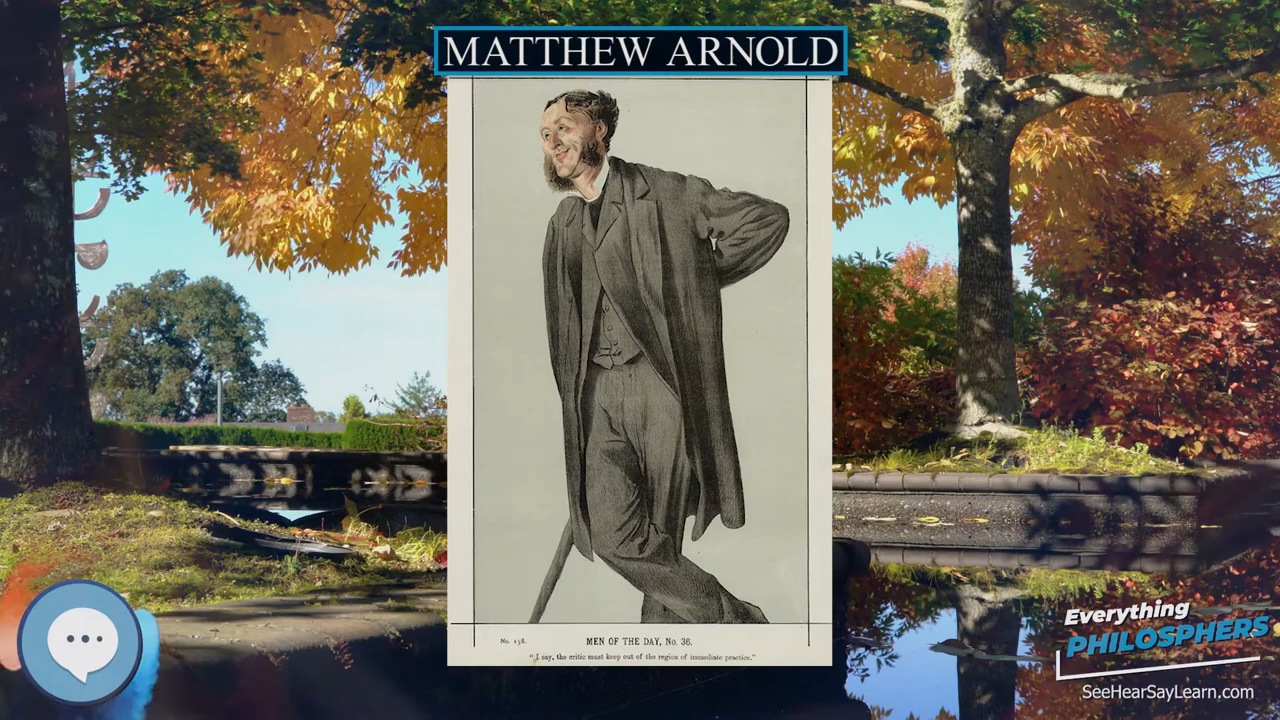 MATTHEW ARNOLD
No. 158.
MEN OF THE DAY, No. 36.
"I say, the critic must keep out of the region of immediate practice."
Everything
PHILOSPHERS
SeeHearSayLearn.com